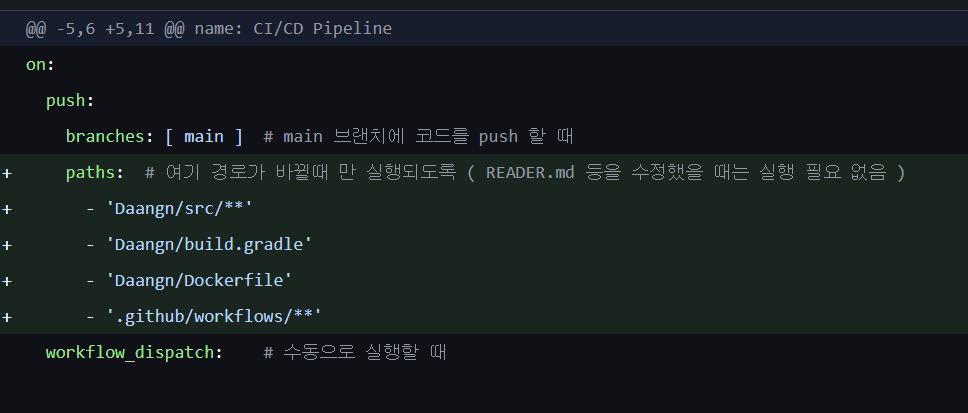 @@ -5,6 +5,11 @@ name: CI/CD Pipeline
on:
push:
branches: [ main ]  # main 브랜치에 코드를 push 할 때
+ paths:  # 여기 경로가 바뀔때 만 실행되도록 ( READER.md 등을 수정했을 때는 실행 필요 없음 )
+ - 'Daangn/src/**'
+ - 'Daangn/build.gradle'
+ - 'Daangn/Dockerfile'
+ - '.github/workflows/**'
workflow_dispatch:    # 수동으로 실행할 때